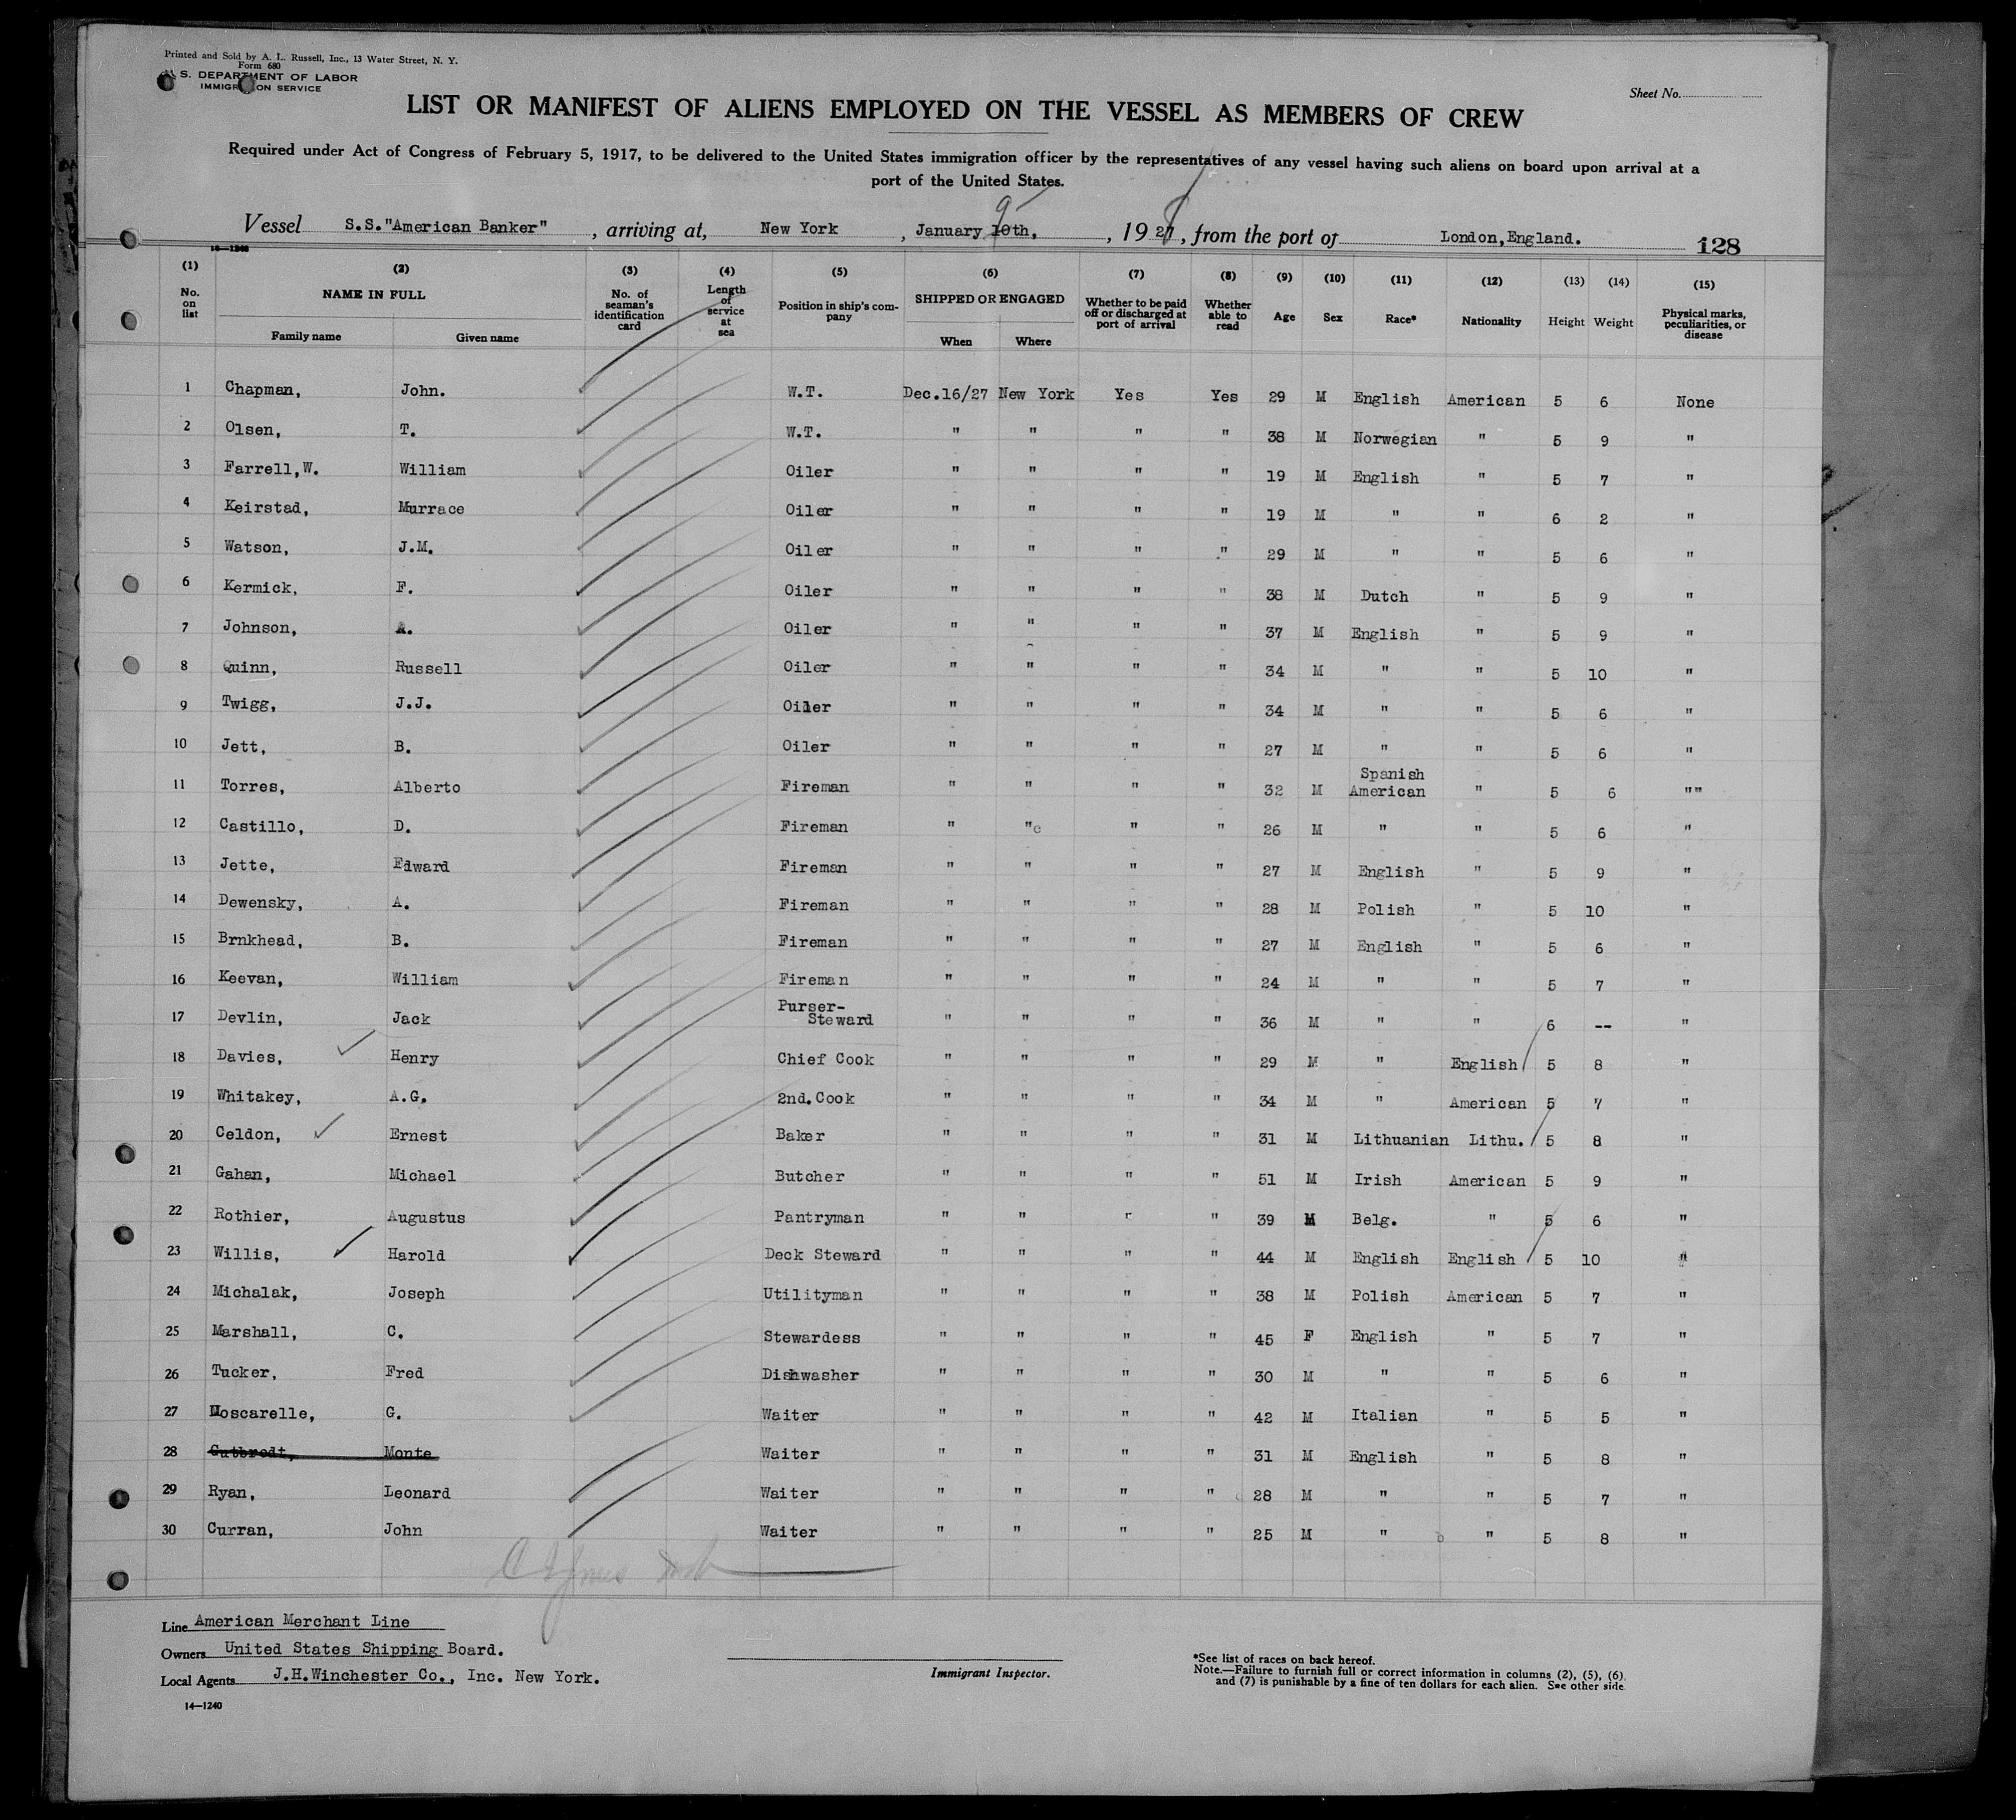 Printed and Sold by A. L. Russell, Inc., 13 Water Street, N. Y.
Form 680
U. S. DEPARTMENT OF LABOR
IMMIGRATION SERVICE
Sheet No.
LIST OR MANIFEST OF ALIENS EMPLOYED ON THE VESSEL AS MEMBERS OF CREW
Required under Act of Congress of February 5, 1917, to be delivered to the United States immigration officer by the representatives of any vessel having such aliens on board upon arrival at a
port of the United States.
Vessel S.S."American Banker", arriving at, New York, January 9 10th, 1928, from the port of London,England. 128
(1) (2) (3) (4) (5) (6) (7) (8) (9) (10) (11) (12) (13) (14) (15)
No. on list NAME IN FULL Family name Given name No. of seaman's identification card Length of service at sea Position in ship's company SHIPPED OR ENGAGED When Where Whether to be paid off or discharged at port of arrival Whether able to read Age Sex Race* Nationality Height Weight Physical marks, peculiarities, or disease
1 Chapman, John. W.T. Dec.16/27 New York Yes Yes 29 M English American 5 6 None
2 Olsen, T. W.T. " " " " 38 M Norwegian " 5 9 "
3 Farrell,W. William Oiler " " " " 19 M English " 5 7 "
4 Keirstad, Murrace Oiler " " " " 19 M " " 6 2 "
5 Watson, J.M. Oiler " " " " 29 M " " 5 6 "
6 Kermick, F. Oiler " " " " 38 M Dutch " 5 9 "
7 Johnson, A. Oiler " " " " 37 M English " 5 9 "
8 Quinn, Russell Oiler " " " " 34 M " " 5 10 "
9 Twigg, J.J. Oiler " " " " 34 M " " 5 6 "
10 Jett, B. Oiler " " " " 27 M " " 5 6 "
11 Torres, Alberto Fireman " " " " 32 M Spanish American " 5 6 ""
12 Castillo, D. Fireman " "c " " 26 M " " 5 6 "
13 Jette, Edward Fireman " " " " 27 M English " 5 9 "
14 Dewensky, A. Fireman " " " " 28 M Polish " 5 10 "
15 Brnkhead, B. Fireman " " " " 27 M English " 5 6 "
16 Keevan, William Fireman " " " " 24 M " " 5 7 "
17 Devlin, Jack Purser-Steward " " " " 36 M " " 6 -- "
18 Davies, Henry Chief Cook " " " " 29 M " English 5 8 "
19 Whitakey, A.G. 2nd.Cook " " " " 34 M " American 5 7 "
20 Celdon, Ernest Baker " " " " 31 M Lithuanian Lithu. 5 8 "
21 Gahan, Michael Butcher " " " " 51 M Irish American 5 9 "
22 Rothier, Augustus Pantryman " " " " 39 M Belg. " 5 6 "
23 Willis, Harold Deck Steward " " " " 44 M English English 5 10 "
24 Michalak, Joseph Utilityman " " " " 38 M Polish American 5 7 "
25 Marshall, C. Stewardess " " " " 45 F English " 5 7 "
26 Tucker, Fred Dishwasher " " " " 30 M " " 5 6 "
27 Moscarelle, G. Waiter " " " " 42 M Italian " 5 5 "
28 Gutbrodt, Monte Waiter " " " " 31 M English " 5 8 "
29 Ryan, Leonard Waiter " " " " 28 M " " 5 7 "
30 Curran, John Waiter " " " " 25 M " " 5 8 "
Line American Merchant Line
Owners United States Shipping Board.
Local Agents J.H.Winchester Co., Inc. New York.
14—1240
Immigrant Inspector.
*See list of races on back hereof.
Note.—Failure to furnish full or correct information in columns (2), (5), (6),
and (7) is punishable by a fine of ten dollars for each alien. See other side